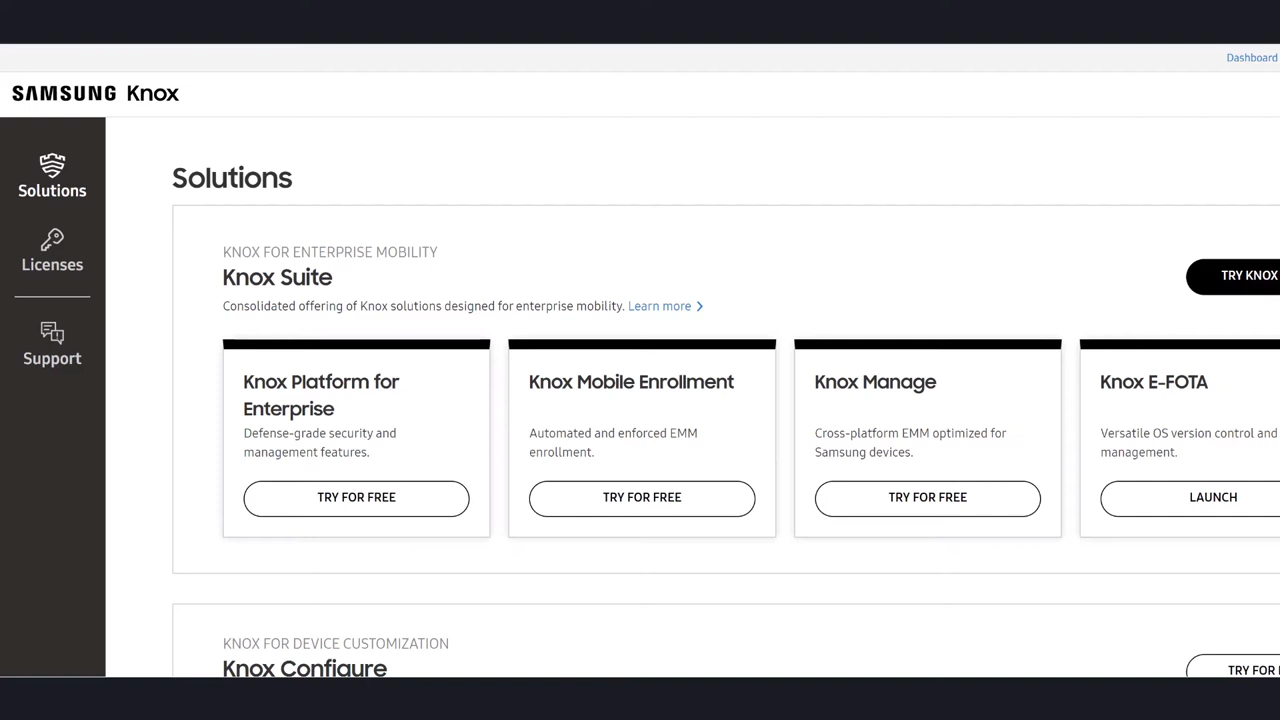 Dashboard
SAMSUNG Knox
Solutions
Licenses
Support
Solutions
KNOX FOR ENTERPRISE MOBILITY
Knox Suite
Consolidated offering of Knox solutions designed for enterprise mobility. Learn more
TRY KNOX
Knox Platform for
Enterprise
Defense-grade security and
management features.
TRY FOR FREE
Knox Mobile Enrollment
Automated and enforced EMM
enrollment.
TRY FOR FREE
Knox Manage
Cross-platform EMM optimized for
Samsung devices.
TRY FOR FREE
Knox E-FOTA
Versatile OS version control and
management.
LAUNCH
KNOX FOR DEVICE CUSTOMIZATION
Knox Configure
TRY FOR